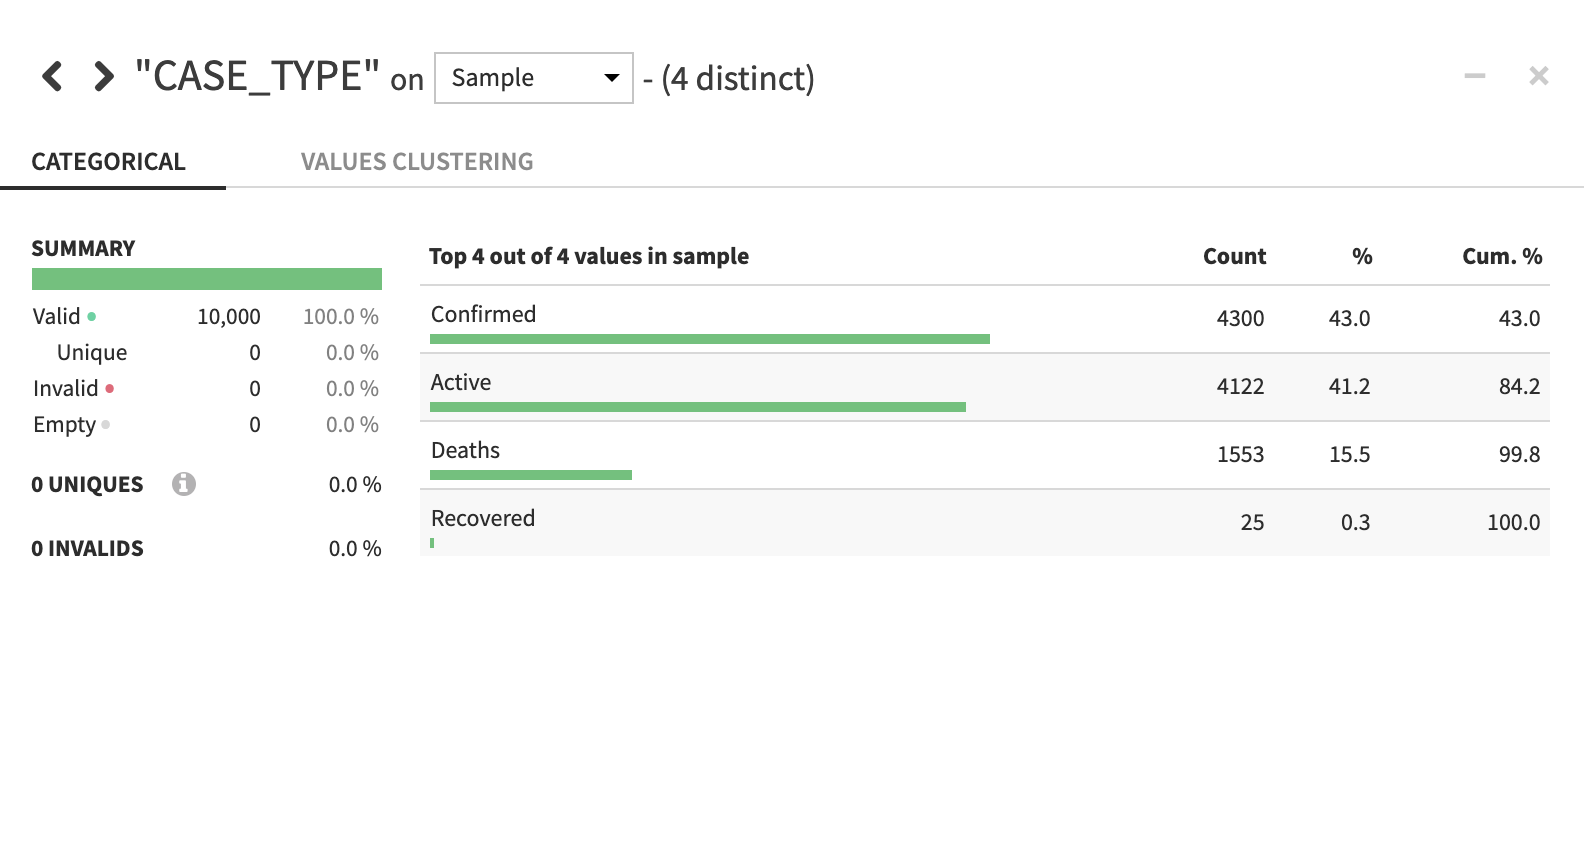 "CASE_TYPE" on Sample - (4 distinct)
CATEGORICAL VALUES CLUSTERING
SUMMARY
Valid 10,000 100.0 %
Unique 0 0.0 %
Invalid 0 0.0 %
Empty 0 0.0 %
0 UNIQUES 0.0 %
0 INVALIDS 0.0 %
Top 4 out of 4 values in sample Count % Cum. %
Confirmed 4300 43.0 43.0
Active 4122 41.2 84.2
Deaths 1553 15.5 99.8
Recovered 25 0.3 100.0